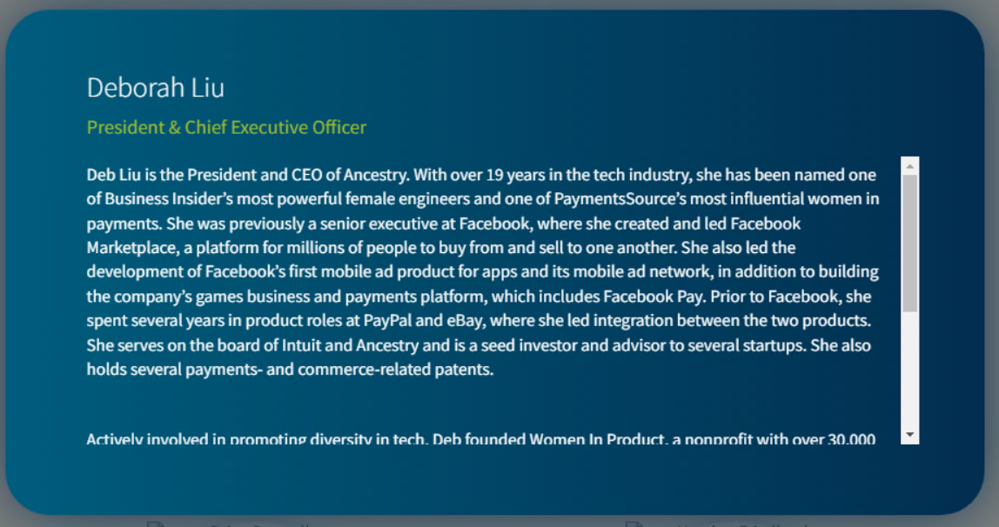 Deborah Liu
President & Chief Executive Officer
Deb Liu is the President and CEO of Ancestry. With over 19 years in the tech industry, she has been named one
of Business Insider’s most powerful female engineers and one of PaymentsSource’s most influential women in
payments. She was previously a senior executive at Facebook, where she created and led Facebook
Marketplace, a platform for millions of people to buy from and sell to one another. She also led the
development of Facebook’s first mobile ad product for apps and its mobile ad network, in addition to building
the company’s games business and payments platform, which includes Facebook Pay. Prior to Facebook, she
spent several years in product roles at PayPal and eBay, where she led integration between the two products.
She serves on the board of Intuit and Ancestry and is a seed investor and advisor to several startups. She also
holds several payments- and commerce-related patents.
Actively involved in promoting diversity in tech, Deb founded Women In Product, a nonprofit with over 30,000